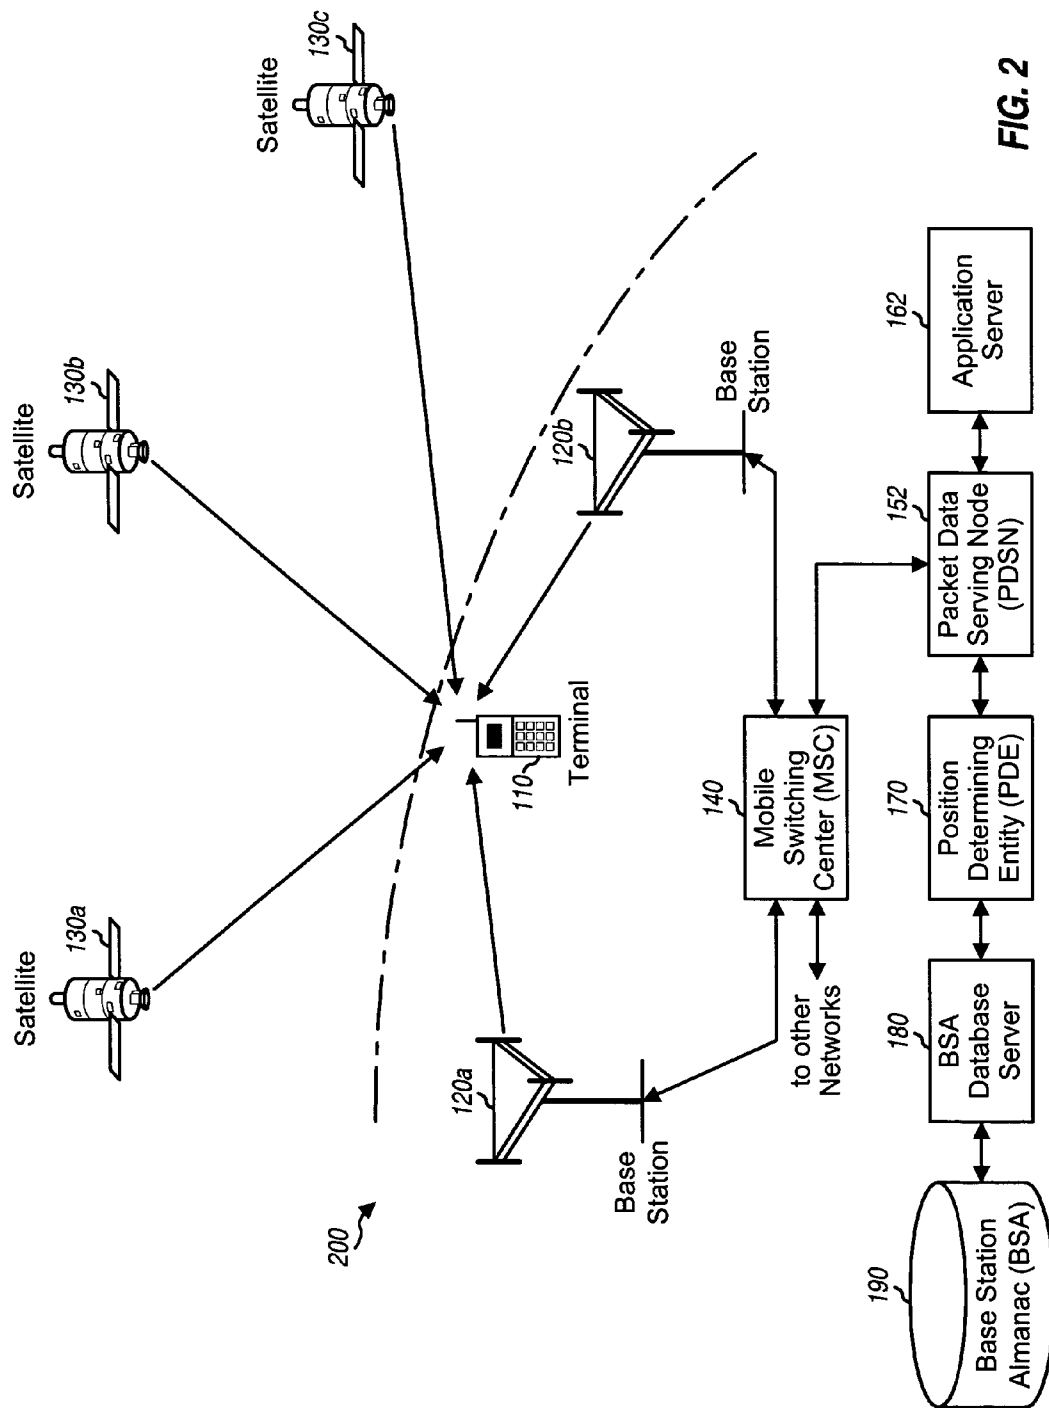 Satellite
130a
Satellite
130b
Satellite
130c
200
120a
Base
Station
110
Terminal
120b
Base
Station
to other
Networks
140
Mobile
Switching
Center (MSC)
190
Base Station
Almanac (BSA)
180
BSA
Database
Server
170
Position
Determining
Entity (PDE)
152
Packet Data
Serving Node
(PDSN)
162
Application
Server
FIG. 2